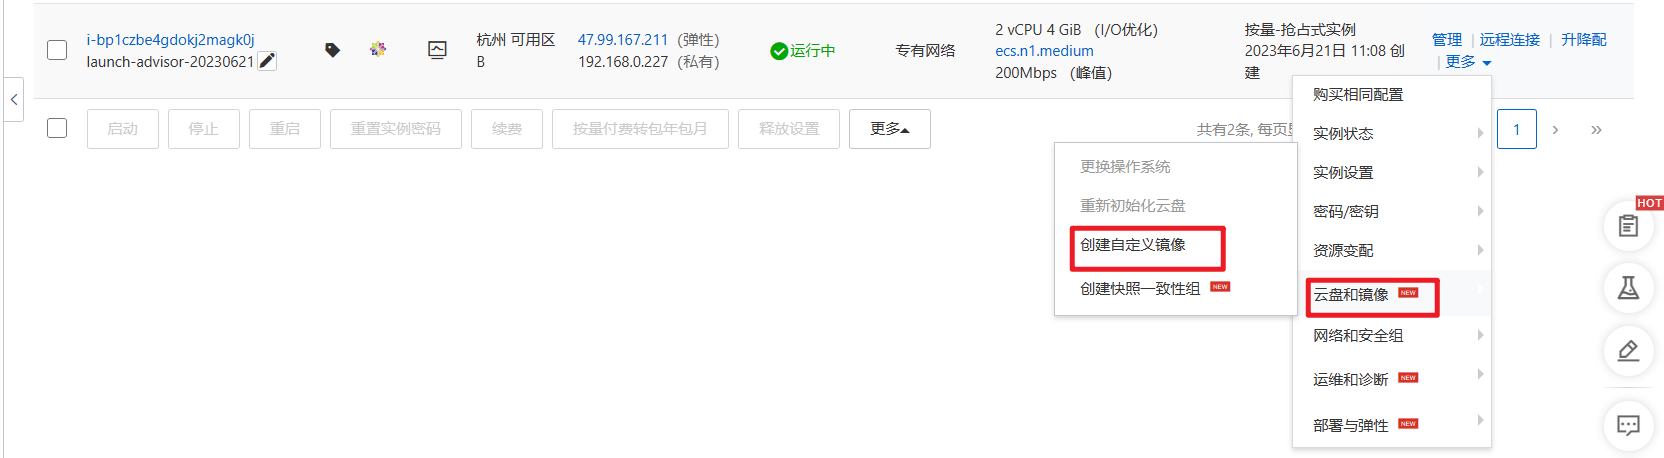 i-bp1czbe4gdokj2magk0j
launch-advisor-20230621
杭州 可用区
B
47.99.167.211 (弹性)
192.168.0.227 (私有)
运行中
专有网络
2 vCPU 4 GiB (I/O优化)
ecs.n1.medium
200Mbps (峰值)
按量-抢占式实例
2023年6月21日 11:08 创
建
管理 | 远程连接 | 升降配
| 更多
启动 停止 重启 重置实例密码 续费 按量付费转包年包月 释放设置 更多
共有2条, 每页
1 › »
更换操作系统
重新初始化云盘
创建自定义镜像
创建快照一致性组 NEW
购买相同配置
实例状态
实例设置
密码/密钥
资源变配
云盘和镜像 NEW
网络和安全组
运维和诊断 NEW
部署与弹性 NEW
HOT